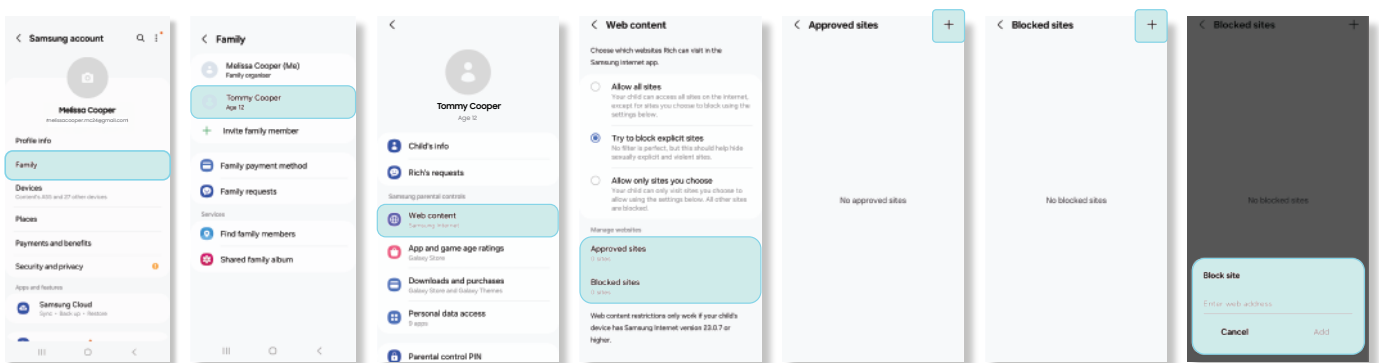 Samsung account
Melissa Cooper
Profile info
Family
Devices
Places
Payments and benefits
Security and privacy
Apps and features
Samsung Cloud
Sync - Back up - Restore
Family
Melissa Cooper (Me)
Family organiser
Tommy Cooper
Age 12
Invite family member
Family payment method
Family requests
Services
Find family members
Shared family album
Tommy Cooper
Age 12
Child's info
Rich's requests
Samsung parental controls
Web content
Samsung Internet
App and game age ratings
Galaxy Store
Downloads and purchases
Galaxy Store and Galaxy Themes
Personal data access
9 apps
Parental control PIN
Web content
Choose which websites Rich can visit in the
Samsung Internet app.
Allow all sites
Your child can access all sites on the internet,
except for sites you choose to block using the
settings below.
Try to block explicit sites
No filter is perfect, but this should help hide
sexually explicit and violent sites.
Allow only sites you choose
Your child can only visit sites you choose to
allow using the settings below. All other sites
are blocked.
Manage websites
Approved sites
0 sites
Blocked sites
0 sites
Web content restrictions only work if your child's
device has Samsung Internet version 23.0.7 or
higher.
Approved sites
No approved sites
Blocked sites
No blocked sites
Blocked sites
No blocked sites
Block site
Enter web address
Cancel Add